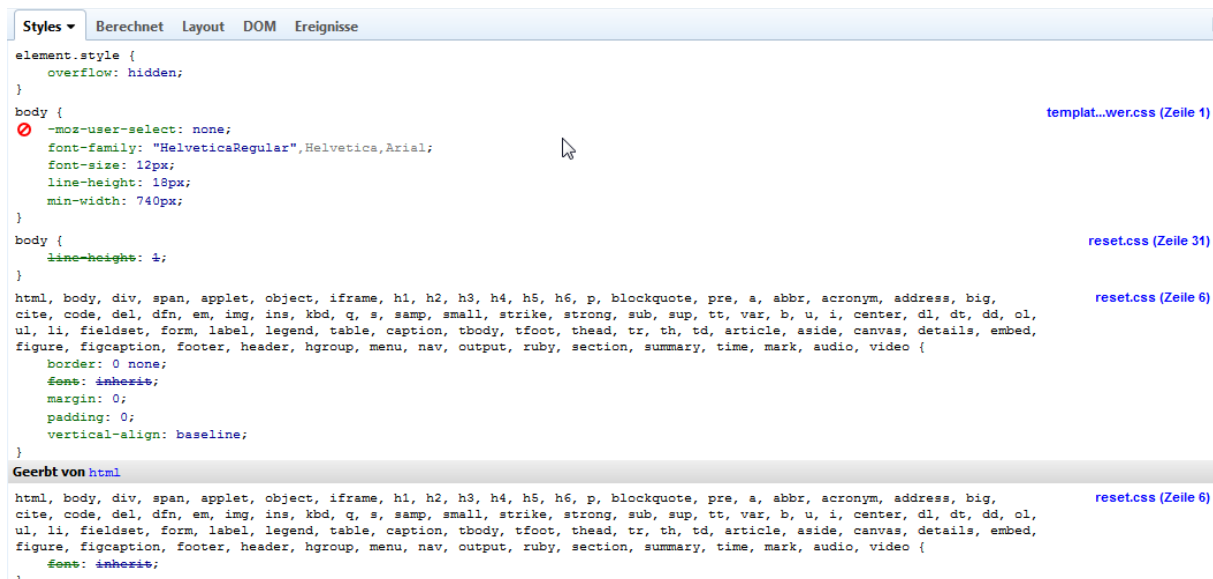 Styles ▾ Berechnet Layout DOM Ereignisse
element.style {
overflow: hidden;
}
body { templat...wer.css (Zeile 1)
-moz-user-select: none;
font-family: "HelveticaRegular",Helvetica,Arial;
font-size: 12px;
line-height: 18px;
min-width: 740px;
}
body { reset.css (Zeile 31)
line-height: 1;
}
html, body, div, span, applet, object, iframe, h1, h2, h3, h4, h5, h6, p, blockquote, pre, a, abbr, acronym, address, big, reset.css (Zeile 6)
cite, code, del, dfn, em, img, ins, kbd, q, s, samp, small, strike, strong, sub, sup, tt, var, b, u, i, center, dl, dt, dd, ol,
ul, li, fieldset, form, label, legend, table, caption, tbody, tfoot, thead, tr, th, td, article, aside, canvas, details, embed,
figure, figcaption, footer, header, hgroup, menu, nav, output, ruby, section, summary, time, mark, audio, video {
border: 0 none;
font: inherit;
margin: 0;
padding: 0;
vertical-align: baseline;
}
Geerbt von html
html, body, div, span, applet, object, iframe, h1, h2, h3, h4, h5, h6, p, blockquote, pre, a, abbr, acronym, address, big, reset.css (Zeile 6)
cite, code, del, dfn, em, img, ins, kbd, q, s, samp, small, strike, strong, sub, sup, tt, var, b, u, i, center, dl, dt, dd, ol,
ul, li, fieldset, form, label, legend, table, caption, tbody, tfoot, thead, tr, th, td, article, aside, canvas, details, embed,
figure, figcaption, footer, header, hgroup, menu, nav, output, ruby, section, summary, time, mark, audio, video {
font: inherit;
}